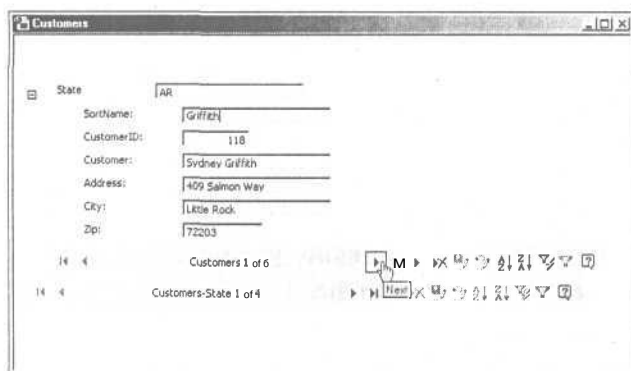 Customers
State AR
SortName: Griffith
CustomerID: 118
Customer: Sydney Griffith
Address: 409 Salmon Way
City: Little Rock
Zip: 72203
Customers 1 of 6 M
Customers-State 1 of 4 Next